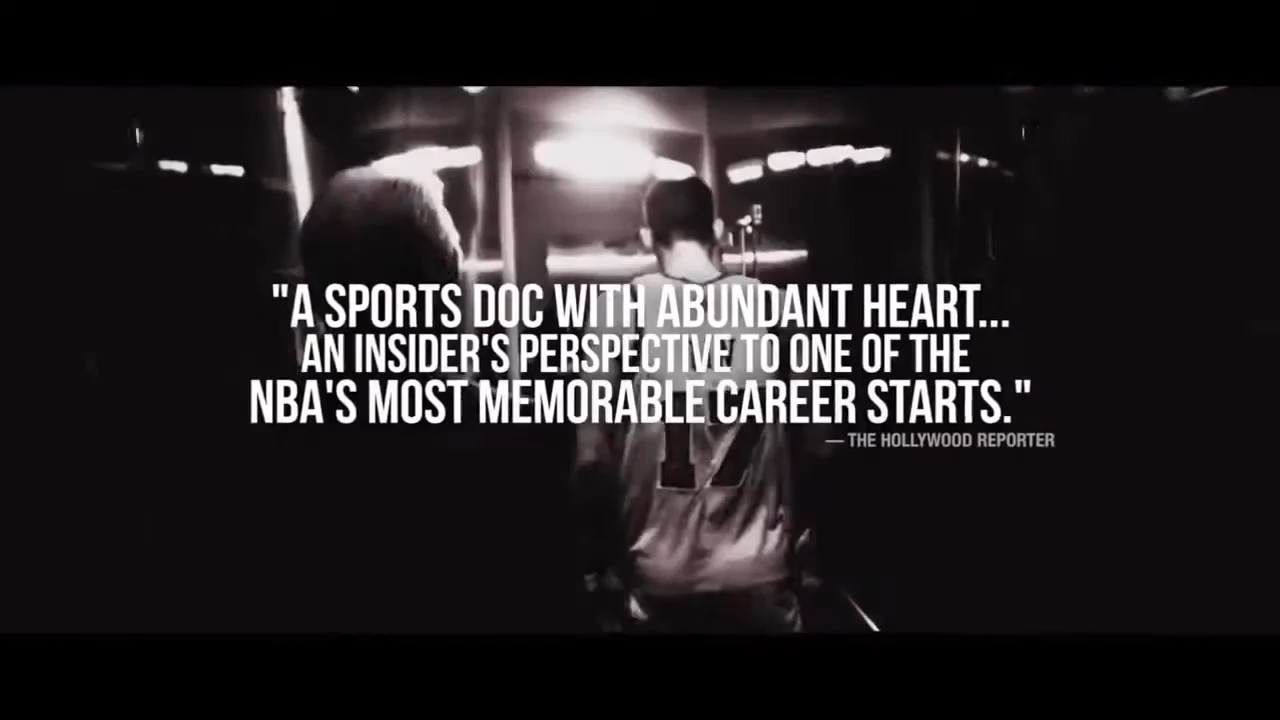 "A SPORTS DOC WITH ABUNDANT HEART...
AN INSIDER'S PERSPECTIVE TO ONE OF THE
NBA'S MOST MEMORABLE CAREER STARTS."
— THE HOLLYWOOD REPORTER
17